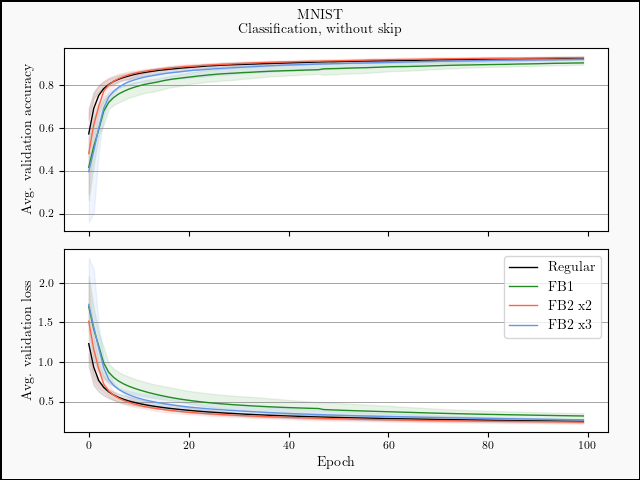 MNIST
Classification, without skip
Avg. validation accuracy
0.8
0.6
0.4
0.2
Avg. validation loss
2.0
1.5
1.0
0.5
Regular
FB1
FB2 x2
FB2 x3
0 20 40 60 80 100
Epoch